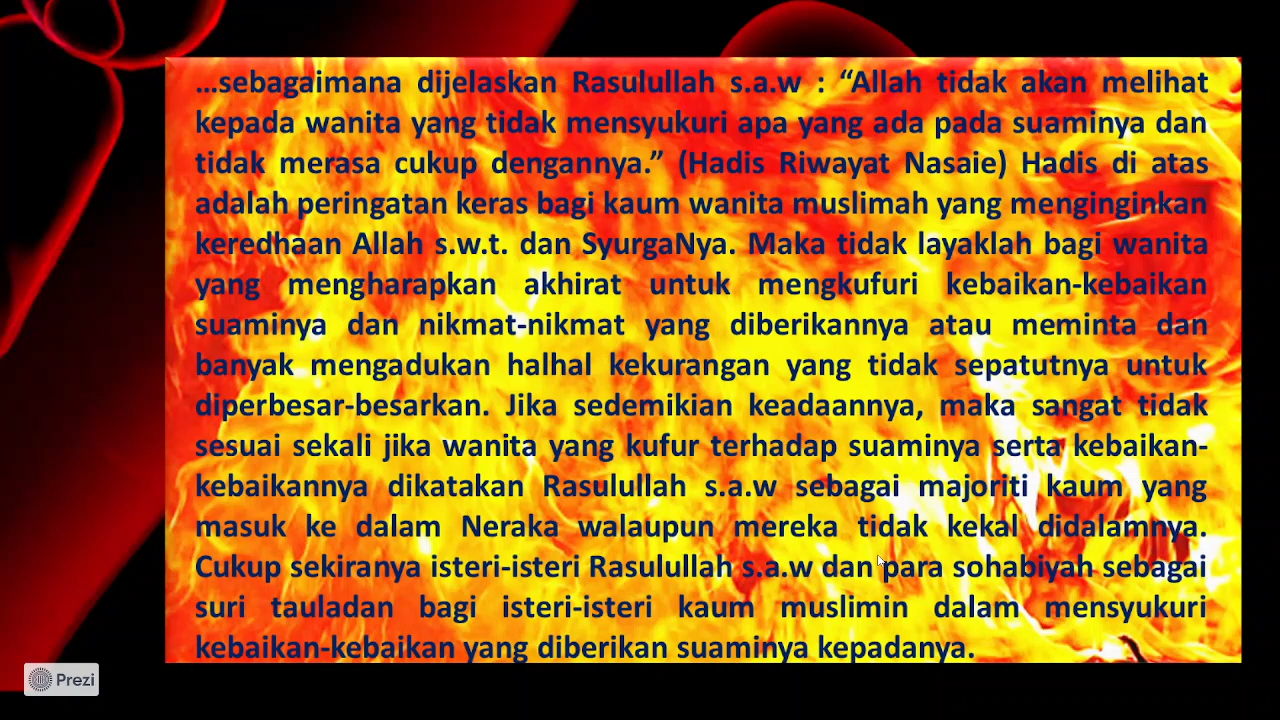 …sebagaimana dijelaskan Rasulullah s.a.w : “Allah tidak akan melihat
kepada wanita yang tidak mensyukuri apa yang ada pada suaminya dan
tidak merasa cukup dengannya.” (Hadis Riwayat Nasaie) Hadis di atas
adalah peringatan keras bagi kaum wanita muslimah yang menginginkan
keredhaan Allah s.w.t. dan SyurgaNya. Maka tidak layaklah bagi wanita
yang mengharapkan akhirat untuk mengkufuri kebaikan-kebaikan
suaminya dan nikmat-nikmat yang diberikannya atau meminta dan
banyak mengadukan halhal kekurangan yang tidak sepatutnya untuk
diperbesar-besarkan. Jika sedemikian keadaannya, maka sangat tidak
sesuai sekali jika wanita yang kufur terhadap suaminya serta kebaikan-
kebaikannya dikatakan Rasulullah s.a.w sebagai majoriti kaum yang
masuk ke dalam Neraka walaupun mereka tidak kekal didalamnya.
Cukup sekiranya isteri-isteri Rasulullah s.a.w dan para sohabiyah sebagai
suri tauladan bagi isteri-isteri kaum muslimin dalam mensyukuri
kebaikan-kebaikan yang diberikan suaminya kepadanya.
Prezi